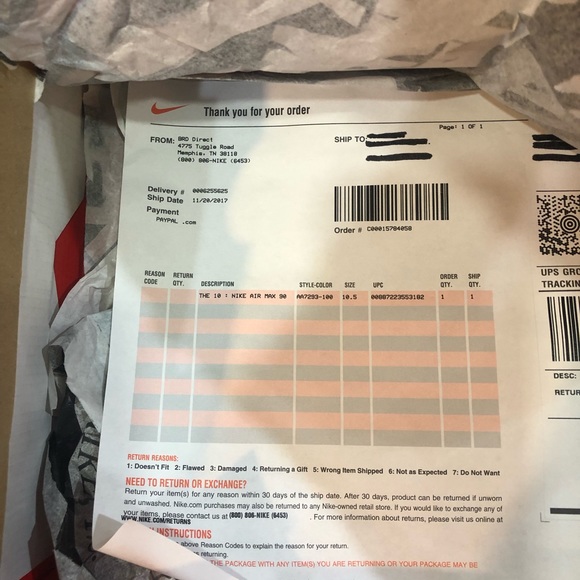 Thank you for your order
Page: 1 OF 1
FROM: BRD Direct
4775 Tuggle Road
Memphis, TN 38118
(800) 806-NIKE (6453)
SHIP TO
Delivery # 0006255625
Ship Date 11/20/2017
Payment
PAYPAL .com
Order # C00015784058
UPS GRO
TRACKIN
REASON CODE RETURN QTY. DESCRIPTION STYLE-COLOR SIZE UPC ORDER QTY. SHIP QTY.
THE 10 : NIKE AIR MAX 90 AA7293-100 10.5 00887223553182 1 1
DESC:
RETUR
RETURN REASONS:
1: Doesn't Fit 2: Flawed 3: Damaged 4: Returning a Gift 5: Wrong Item Shipped 6: Not as Expected 7: Do Not Want
NEED TO RETURN OR EXCHANGE?
Return your item(s) for any reason within 30 days of the ship date. After 30 days, product can be returned if unworn
and unwashed. Nike.com purchases may also be returned to any Nike-owned retail store. If you would like to exchange any of
your items, please contact us at (800) 806-NIKE (6453) . For more information about returns, please visit us online at
WWW.NIKE.COM/RETURNS
INSTRUCTIONS
above Reason Codes to explain the reason for your return.
returning.
THE PACKAGE WITH ANY ITEM(S) YOU ARE RETURNING OR YOUR PACKAGE MAY BE